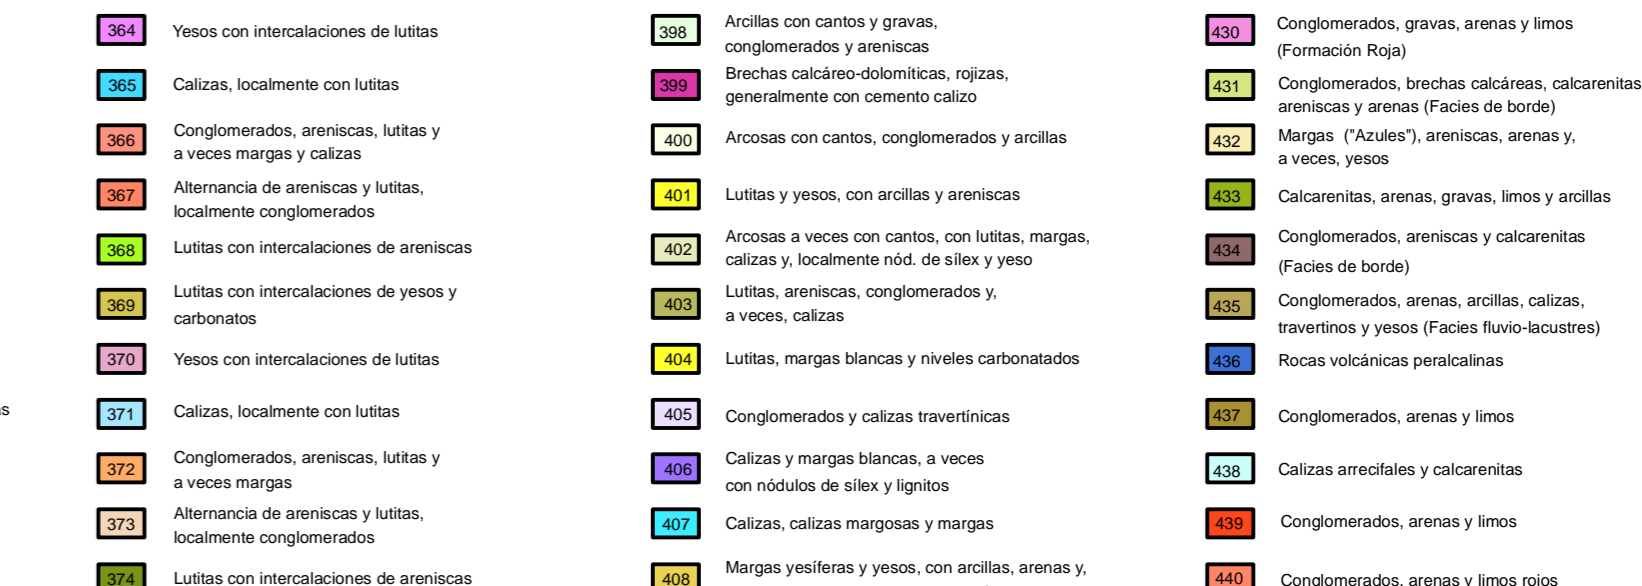 364 Yesos con intercalaciones de lutitas
365 Calizas, localmente con lutitas
366 Conglomerados, areniscas, lutitas y
a veces margas y calizas
367 Alternancia de areniscas y lutitas,
localmente conglomerados
368 Lutitas con intercalaciones de areniscas
369 Lutitas con intercalaciones de yesos y
carbonatos
370 Yesos con intercalaciones de lutitas
371 Calizas, localmente con lutitas
372 Conglomerados, areniscas, lutitas y
a veces margas
373 Alternancia de areniscas y lutitas,
localmente conglomerados
374 Lutitas con intercalaciones de areniscas
398 Arcillas con cantos y gravas,
conglomerados y areniscas
399 Brechas calcáreo-dolomíticas, rojizas,
generalmente con cemento calizo
400 Arcosas con cantos, conglomerados y arcillas
401 Lutitas y yesos, con arcillas y areniscas
402 Arcosas a veces con cantos, con lutitas, margas,
calizas y, localmente nód. de sílex y yeso
403 Lutitas, areniscas, conglomerados y,
a veces, calizas
404 Lutitas, margas blancas y niveles carbonatados
405 Conglomerados y calizas travertínicas
406 Calizas y margas blancas, a veces
con nódulos de sílex y lignitos
407 Calizas, calizas margosas y margas
408 Margas yesíferas y yesos, con arcillas, arenas y,
430 Conglomerados, gravas, arenas y limos
(Formación Roja)
431 Conglomerados, brechas calcáreas, calcarenitas
areniscas y arenas (Facies de borde)
432 Margas ("Azules"), areniscas, arenas y,
a veces, yesos
433 Calcarenitas, arenas, gravas, limos y arcillas
434 Conglomerados, areniscas y calcarenitas
(Facies de borde)
435 Conglomerados, arenas, arcillas, calizas,
travertinos y yesos (Facies fluvio-lacustres)
436 Rocas volcánicas peralcalinas
437 Conglomerados, arenas y limos
438 Calizas arrecifales y calcarenitas
439 Conglomerados, arenas y limos
440 Conglomerados, arenas y limos rojos